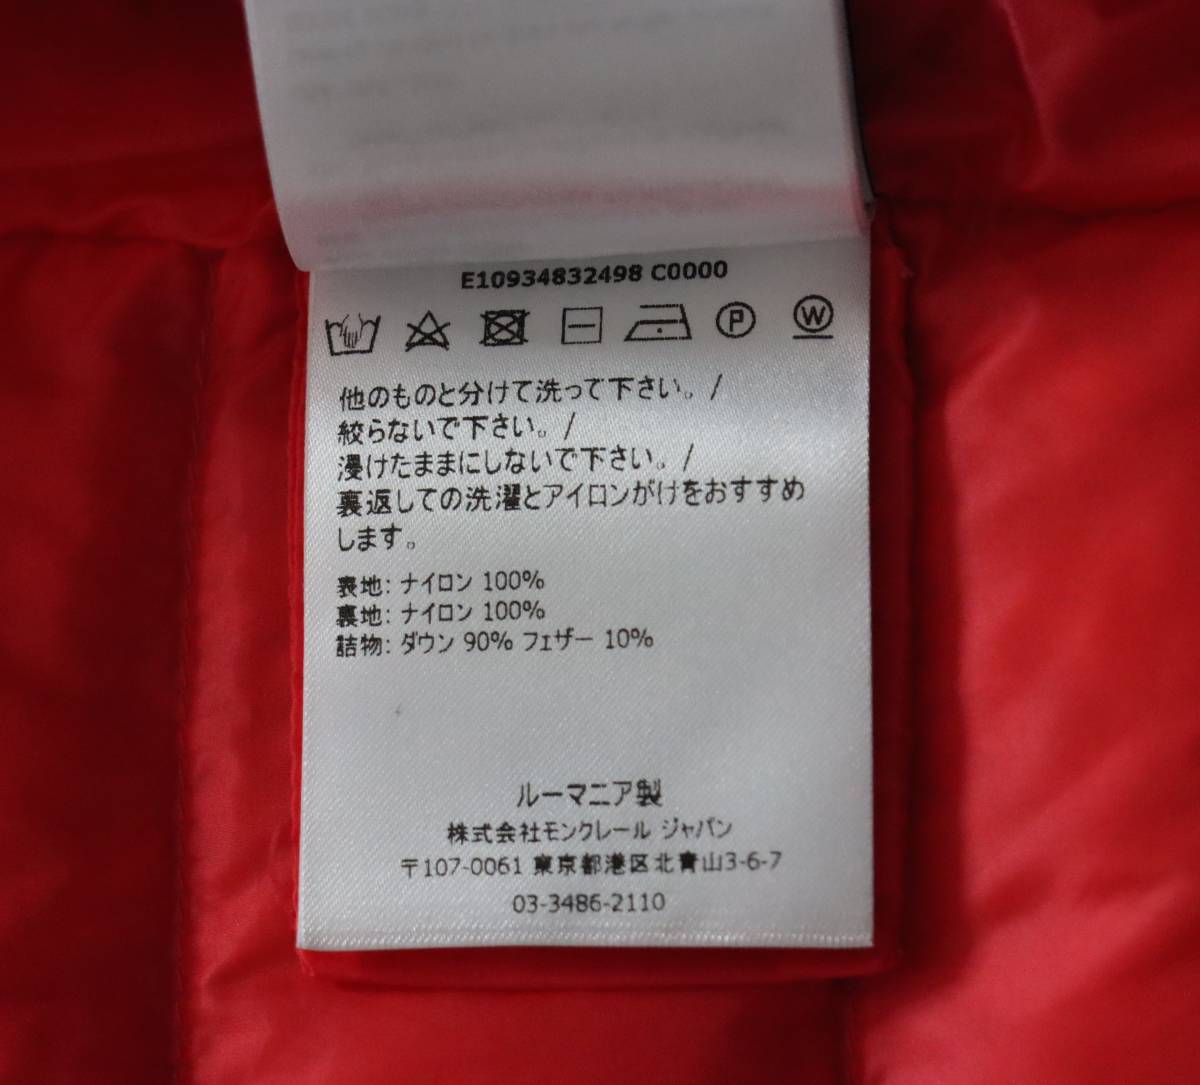 E10934832498 C0000
P W
他のものと分けて洗って下さい。/
絞らないで下さい。/
浸けたままにしないで下さい。/
裏返しての洗濯とアイロンがけをおすすめ
します。
表地: ナイロン 100%
裏地: ナイロン 100%
詰物: ダウン 90% フェザー 10%
ルーマニア製
株式会社モンクレール ジャパン
〒107-0061 東京都港区北青山3-6-7
03-3486-2110